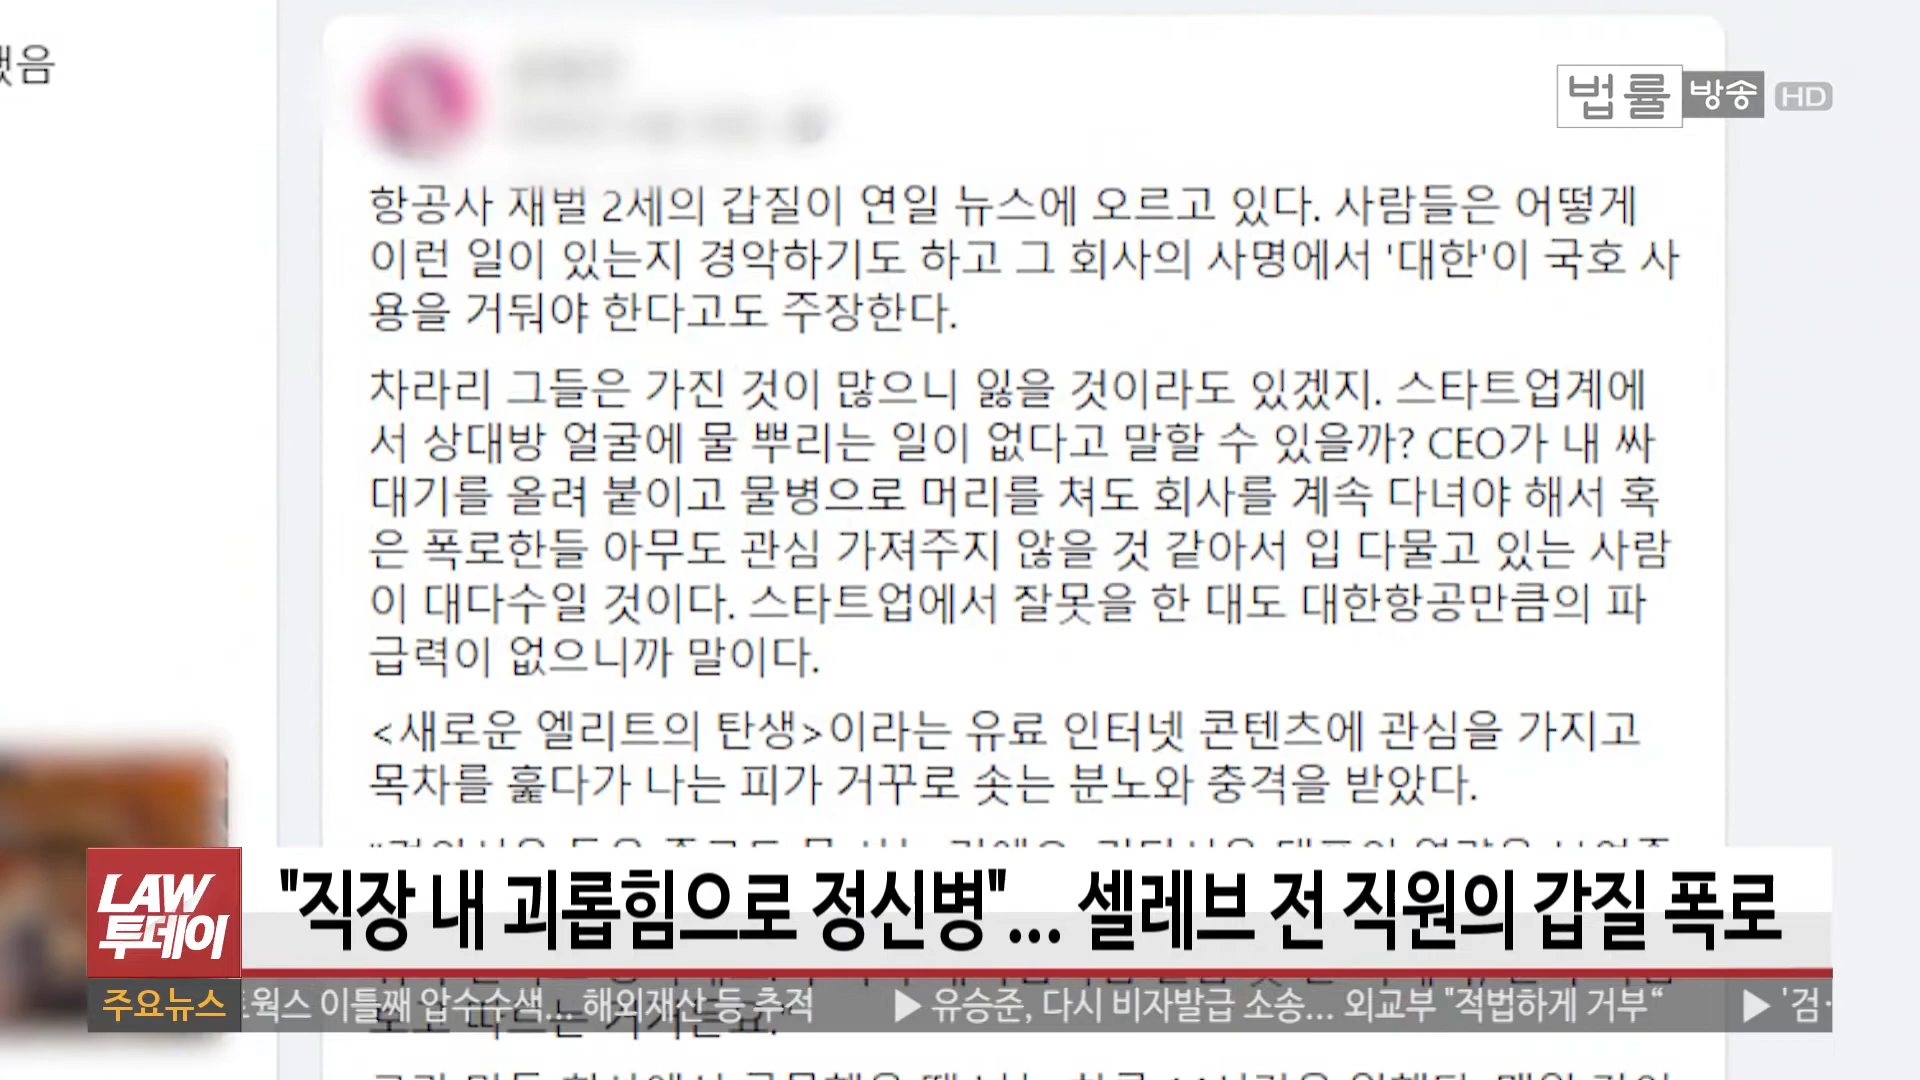 법률방송 HD
항공사 재벌 2세의 갑질이 연일 뉴스에 오르고 있다. 사람들은 어떻게
이런 일이 있는지 경악하기도 하고 그 회사의 사명에서 '대한'이 국호 사
용을 거둬야 한다고도 주장한다.
차라리 그들은 가진 것이 많으니 잃을 것이라도 있겠지. 스타트업계에
서 상대방 얼굴에 물 뿌리는 일이 없다고 말할 수 있을까? CEO가 내 싸
대기를 올려 붙이고 물병으로 머리를 쳐도 회사를 계속 다녀야 해서 혹
은 폭로한들 아무도 관심 가져주지 않을 것 같아서 입 다물고 있는 사람
이 대다수일 것이다. 스타트업에서 잘못을 한 대도 대한항공만큼의 파
급력이 없으니까 말이다.
<새로운 엘리트의 탄생>이라는 유료 인터넷 콘텐츠에 관심을 가지고
목차를 훑다가 나는 피가 거꾸로 솟는 분노와 충격을 받았다.
LAW
투데이
"직장 내 괴롭힘으로 정신병"... 셀레브 전 직원의 갑질 폭로
주요뉴스
이틀째 압수수색... 해외재산 등 추적 ▶ 유승준, 다시 비자발급 소송... 외교부 "적법하게 거부“ ▶